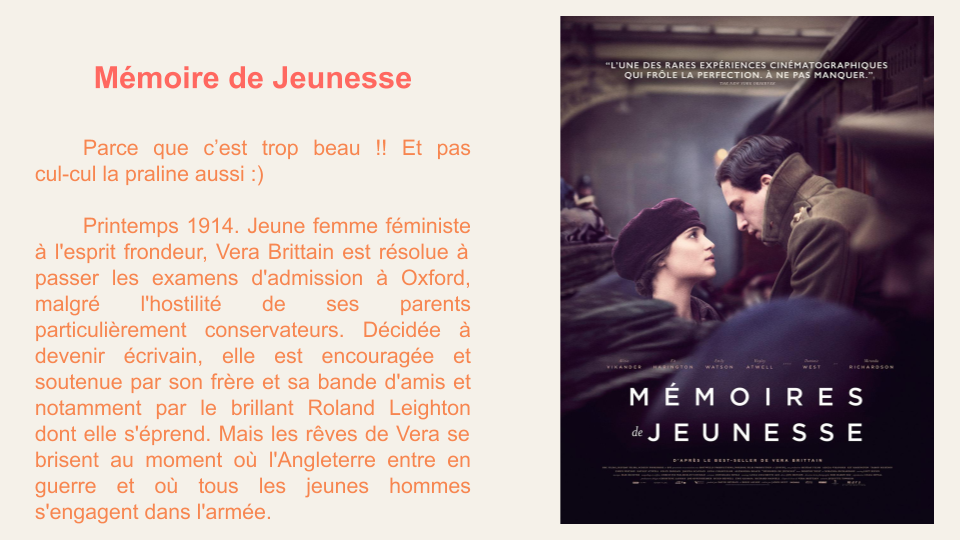 Mémoire de Jeunesse
Parce que c’est trop beau !! Et pas
cul-cul la praline aussi :)
Printemps 1914. Jeune femme féministe
à l'esprit frondeur, Vera Brittain est résolue à
passer les examens d'admission à Oxford,
malgré l'hostilité de ses parents
particulièrement conservateurs. Décidée à
devenir écrivain, elle est encouragée et
soutenue par son frère et sa bande d'amis et
notamment par le brillant Roland Leighton
dont elle s'éprend. Mais les rêves de Vera se
brisent au moment où l'Angleterre entre en
guerre et où tous les jeunes hommes
s'engagent dans l'armée.
“L'UNE DES RARES EXPÉRIENCES CINÉMATOGRAPHIQUES
QUI FRÔLE LA PERFECTION. À NE PAS MANQUER.”
VIKANDER HARINGTON WATSON ATWELL WEST RICHARDSON
MÉMOIRES
de JEUNESSE
D'APRÈS LE BEST-SELLER DE VERA BRITTAIN